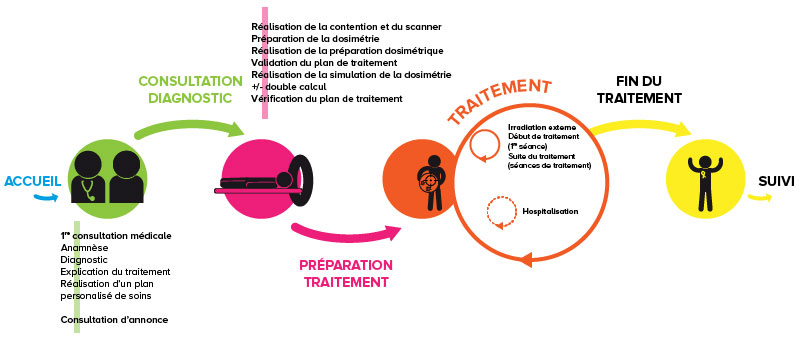 ACCUEIL
1re consultation médicale
Anamnèse
Diagnostic
Explication du traitement
Réalisation d'un plan
personalisé de soins
Consultation d'annonce
CONSULTATION
DIAGNOSTIC
Réalisation de la contention et du scanner
Préparation de la dosimétrie
Réalisation de la préparation dosimétrique
Validation du plan de traitement
Réalisation de la simulation de la dosimétrie
+/- double calcul
Vérification du plan de traitement
PRÉPARATION
TRAITEMENT
TRAITEMENT
Irradiation externe
Début de traitement
(1re séance)
Suite du traitement
(séances de traitement)
Hospitalisation
FIN DU
TRAITEMENT
SUIVI